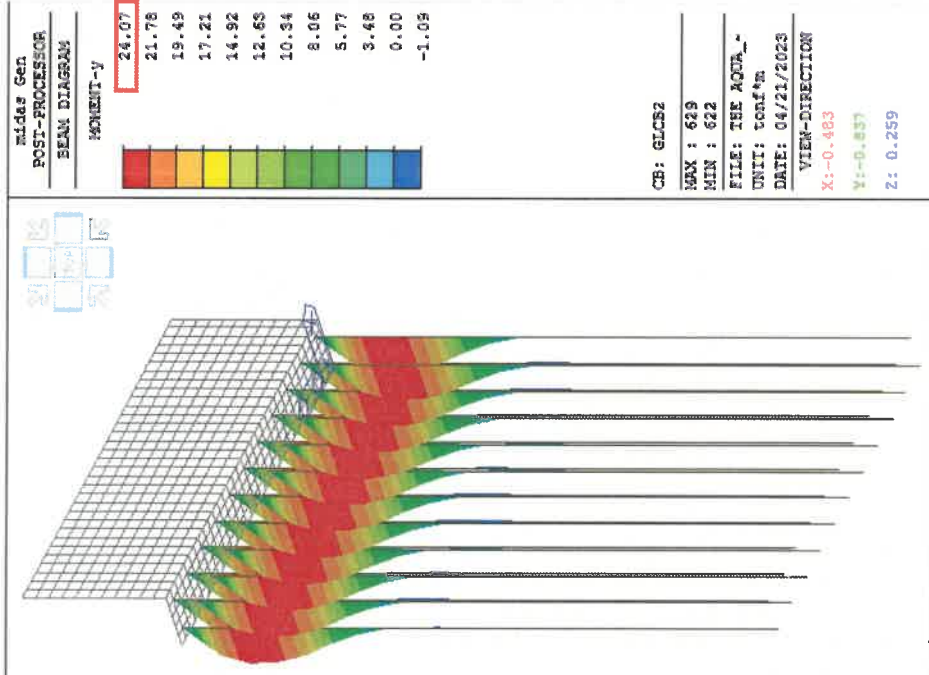 midas Gen
POST-PROCESSOR
BEAM DIAGRAM
MOMENT-y
24.07
21.78
19.49
17.21
14.92
12.63
10.34
8.06
5.77
3.48
0.00
-1.09
CB: GLCB2
MAX : 629
MIN : 622
FILE: THE AQUA_~
UNIT: tonf*m
DATE: 04/21/2023
VIEW-DIRECTION
X:-0.483
Y:-0.837
Z: 0.259